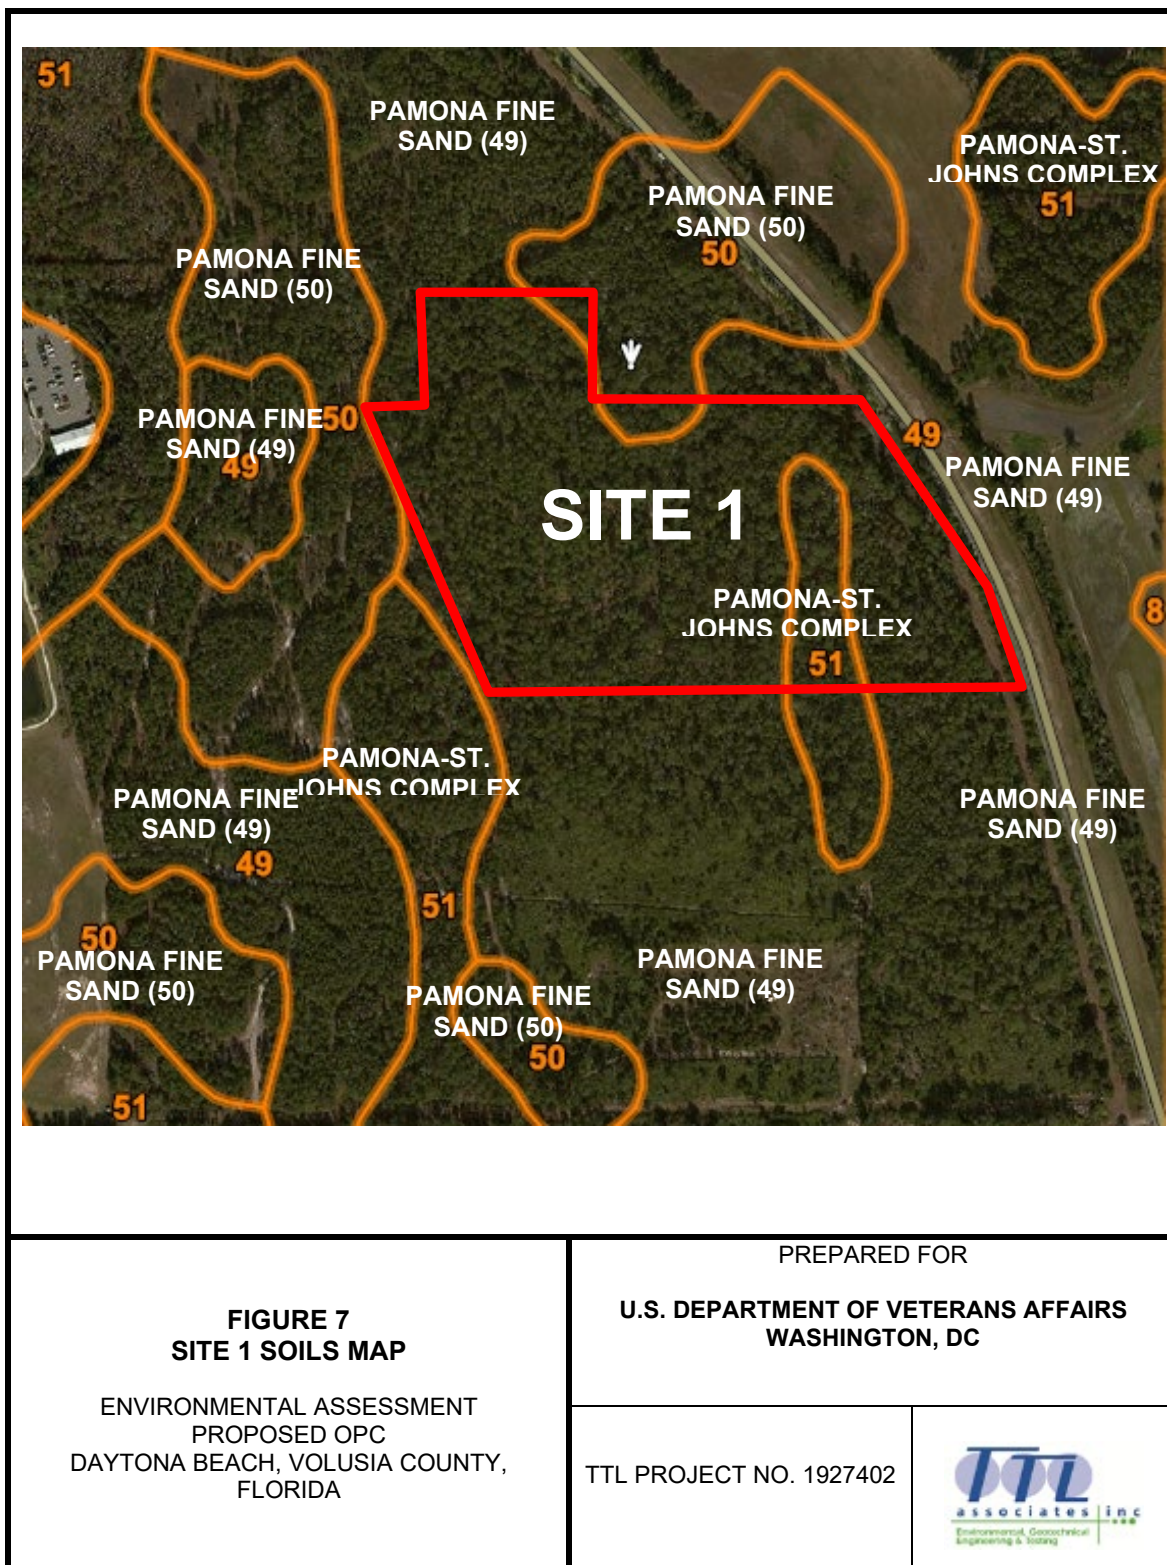 51
PAMONA FINE
SAND (49)
PAMONA-ST.
JOHNS COMPLEX
51
PAMONA FINE
SAND (50)
50
PAMONA FINE
SAND (50)
PAMONA FINE
SAND (49)
49
50
49
PAMONA FINE
SAND (49)
SITE 1
PAMONA-ST.
JOHNS COMPLEX
51
8
PAMONA-ST.
JOHNS COMPLEX
PAMONA FINE
SAND (49)
49
PAMONA FINE
SAND (49)
51
50
PAMONA FINE
SAND (50)
PAMONA FINE
SAND (49)
PAMONA FINE
SAND (50)
50
51
FIGURE 7
SITE 1 SOILS MAP
ENVIRONMENTAL ASSESSMENT
PROPOSED OPC
DAYTONA BEACH, VOLUSIA COUNTY,
FLORIDA
PREPARED FOR
U.S. DEPARTMENT OF VETERANS AFFAIRS
WASHINGTON, DC
TTL PROJECT NO. 1927402
TTL
associates inc
Environmental, Geotechnical
Engineering & Testing